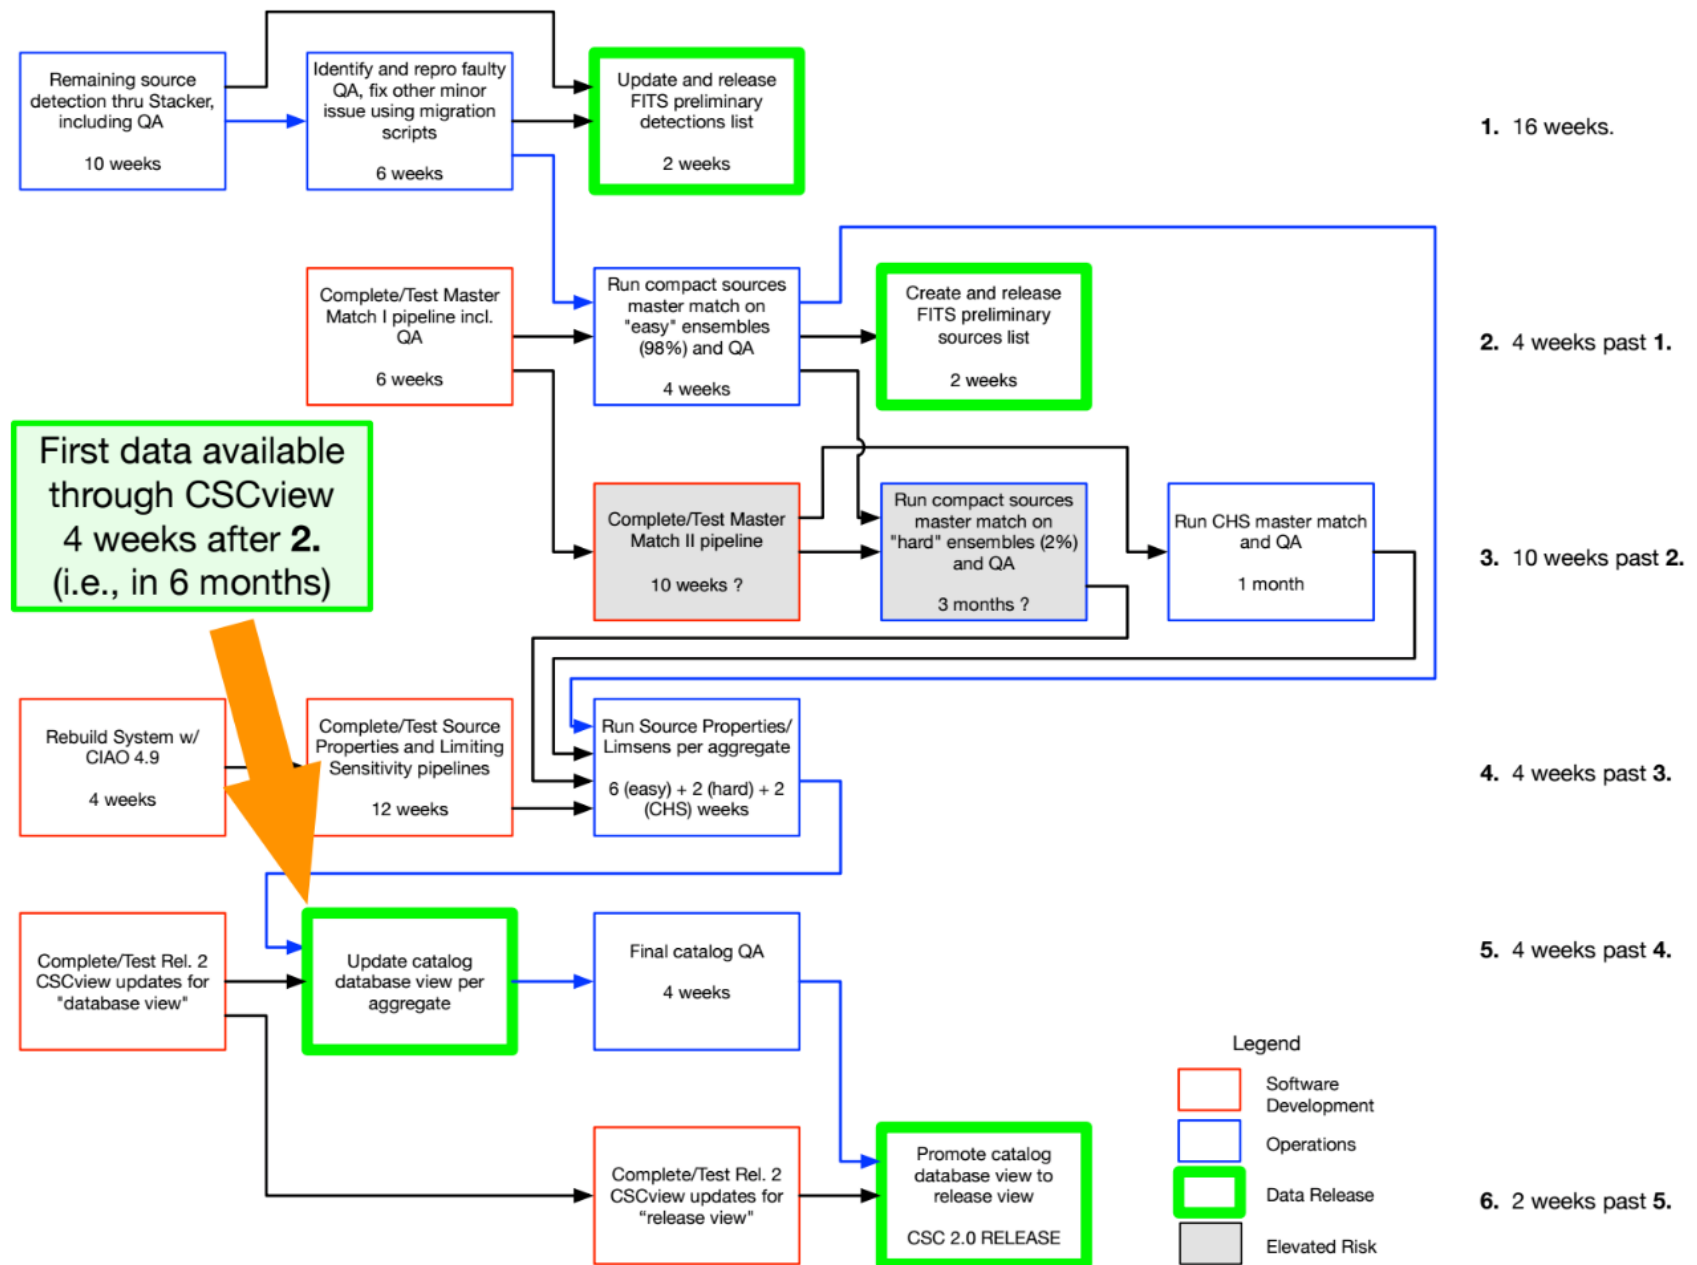 Remaining source
detection thru Stacker,
including QA
10 weeks
Identify and repro faulty
QA, fix other minor
issue using migration
scripts
6 weeks
Update and release
FITS preliminary
detections list
2 weeks
1. 16 weeks.
Complete/Test Master
Match I pipeline incl.
QA
6 weeks
Run compact sources
master match on
"easy" ensembles
(98%) and QA
4 weeks
Create and release
FITS preliminary
sources list
2 weeks
2. 4 weeks past 1.
First data available
through CSCview
4 weeks after 2.
(i.e., in 6 months)
Complete/Test Master
Match II pipeline
10 weeks ?
Run compact sources
master match on
"hard" ensembles (2%)
and QA
3 months ?
Run CHS master match
and QA
1 month
3. 10 weeks past 2.
Rebuild System w/
CIAO 4.9
4 weeks
Complete/Test Source
Properties and Limiting
Sensitivity pipelines
12 weeks
Run Source Properties/
Limsens per aggregate
6 (easy) + 2 (hard) + 2
(CHS) weeks
4. 4 weeks past 3.
Complete/Test Rel. 2
CSCview updates for
"database view"
Update catalog
database view per
aggregate
Final catalog QA
4 weeks
5. 4 weeks past 4.
Complete/Test Rel. 2
CSCview updates for
"release view"
Promote catalog
database view to
release view
CSC 2.0 RELEASE
Legend
Software
Development
Operations
Data Release
Elevated Risk
6. 2 weeks past 5.